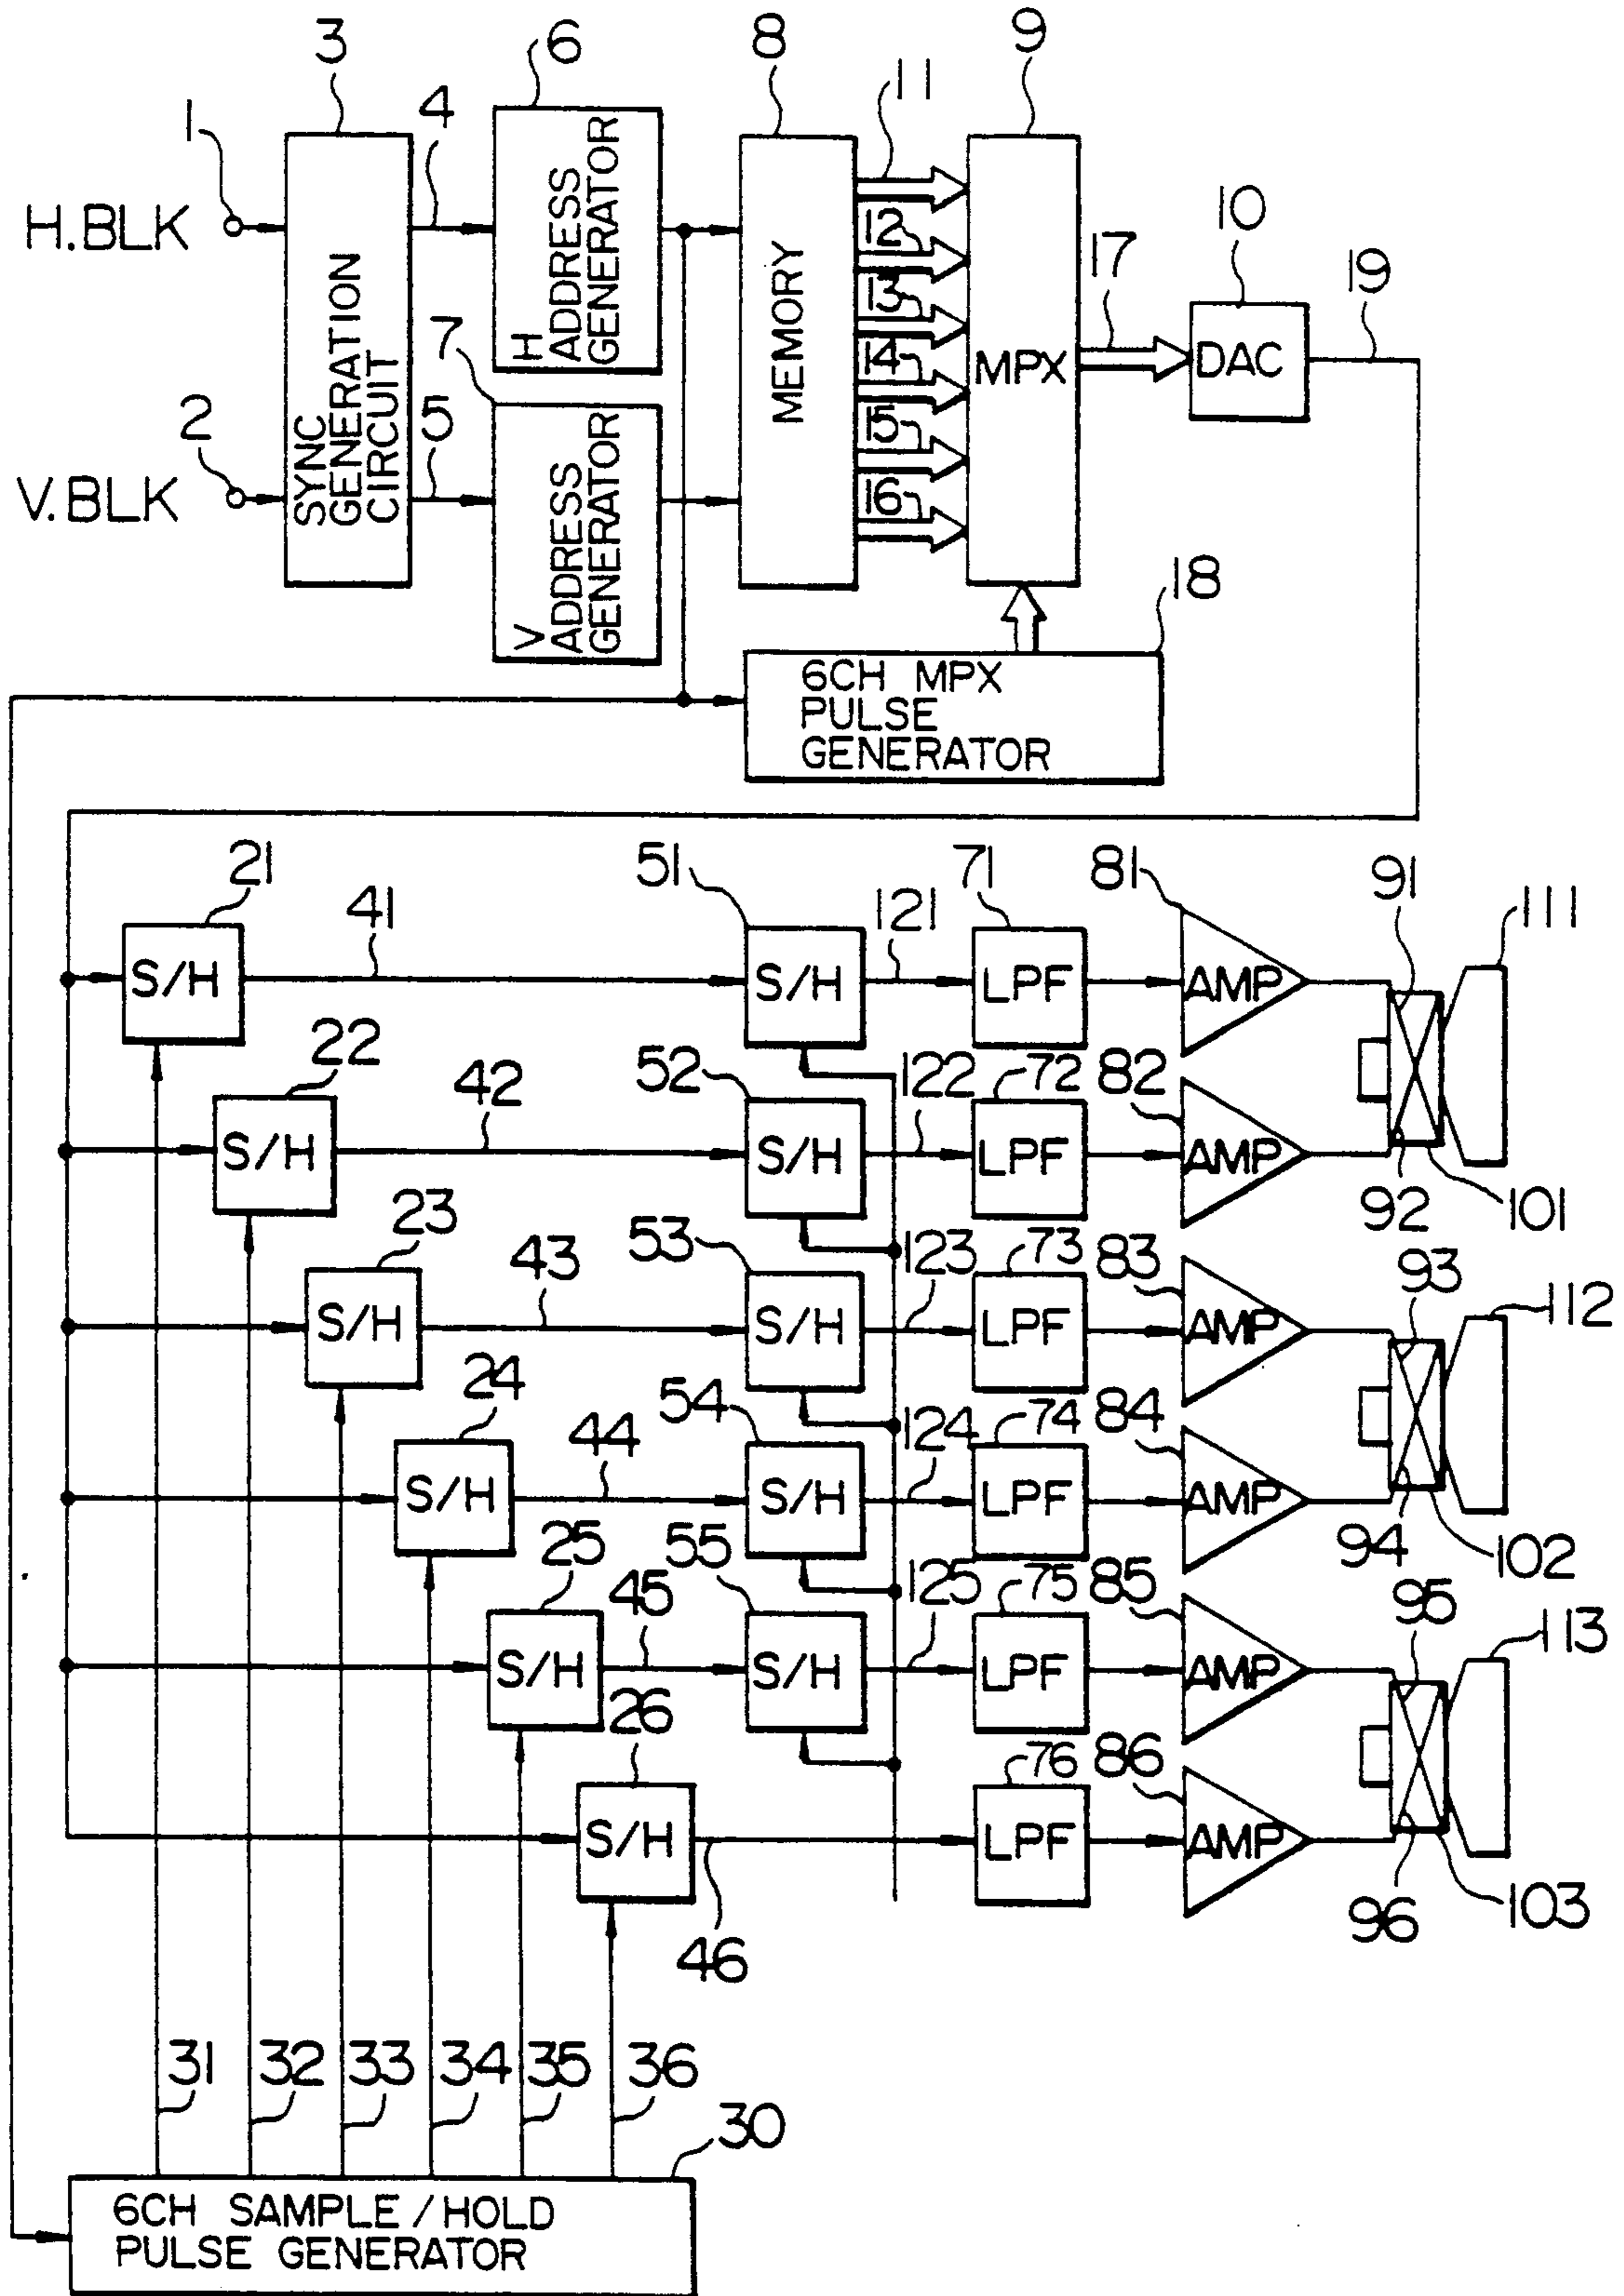 3
6
8
11
9
1
4
H.BLK
SYNC
GENERATION
CIRCUIT
H
ADDRESS
GENERATOR
MEMORY
12
13
14
15
16
MPX
17
10
DAC
19
7
2
V.BLK
5
V
ADDRESS
GENERATOR
18
6CH MPX
PULSE
GENERATOR
21
S/H
41
51
S/H
121
71
LPF
81
AMP
91
111
22
S/H
42
52
S/H
122
72
LPF
82
AMP
92
101
23
S/H
43
53
S/H
123
73
LPF
83
AMP
93
112
24
S/H
44
54
S/H
124
74
LPF
84
AMP
94
102
25
S/H
45
55
S/H
125
75
LPF
85
AMP
95
113
26
S/H
46
76
LPF
86
AMP
96
103
31
32
33
34
35
36
30
6CH SAMPLE/HOLD
PULSE GENERATOR